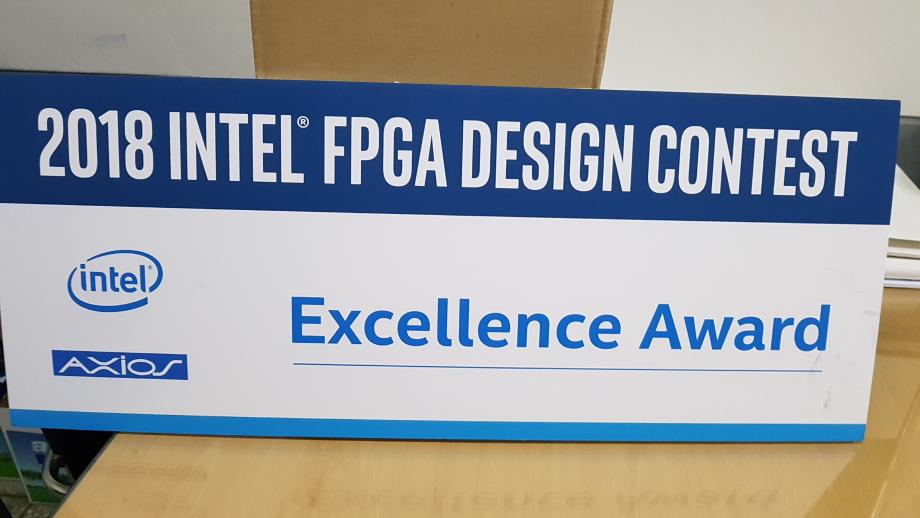 2018 INTEL® FPGA DESIGN CONTEST
intel®
AXIOS
Excellence Award